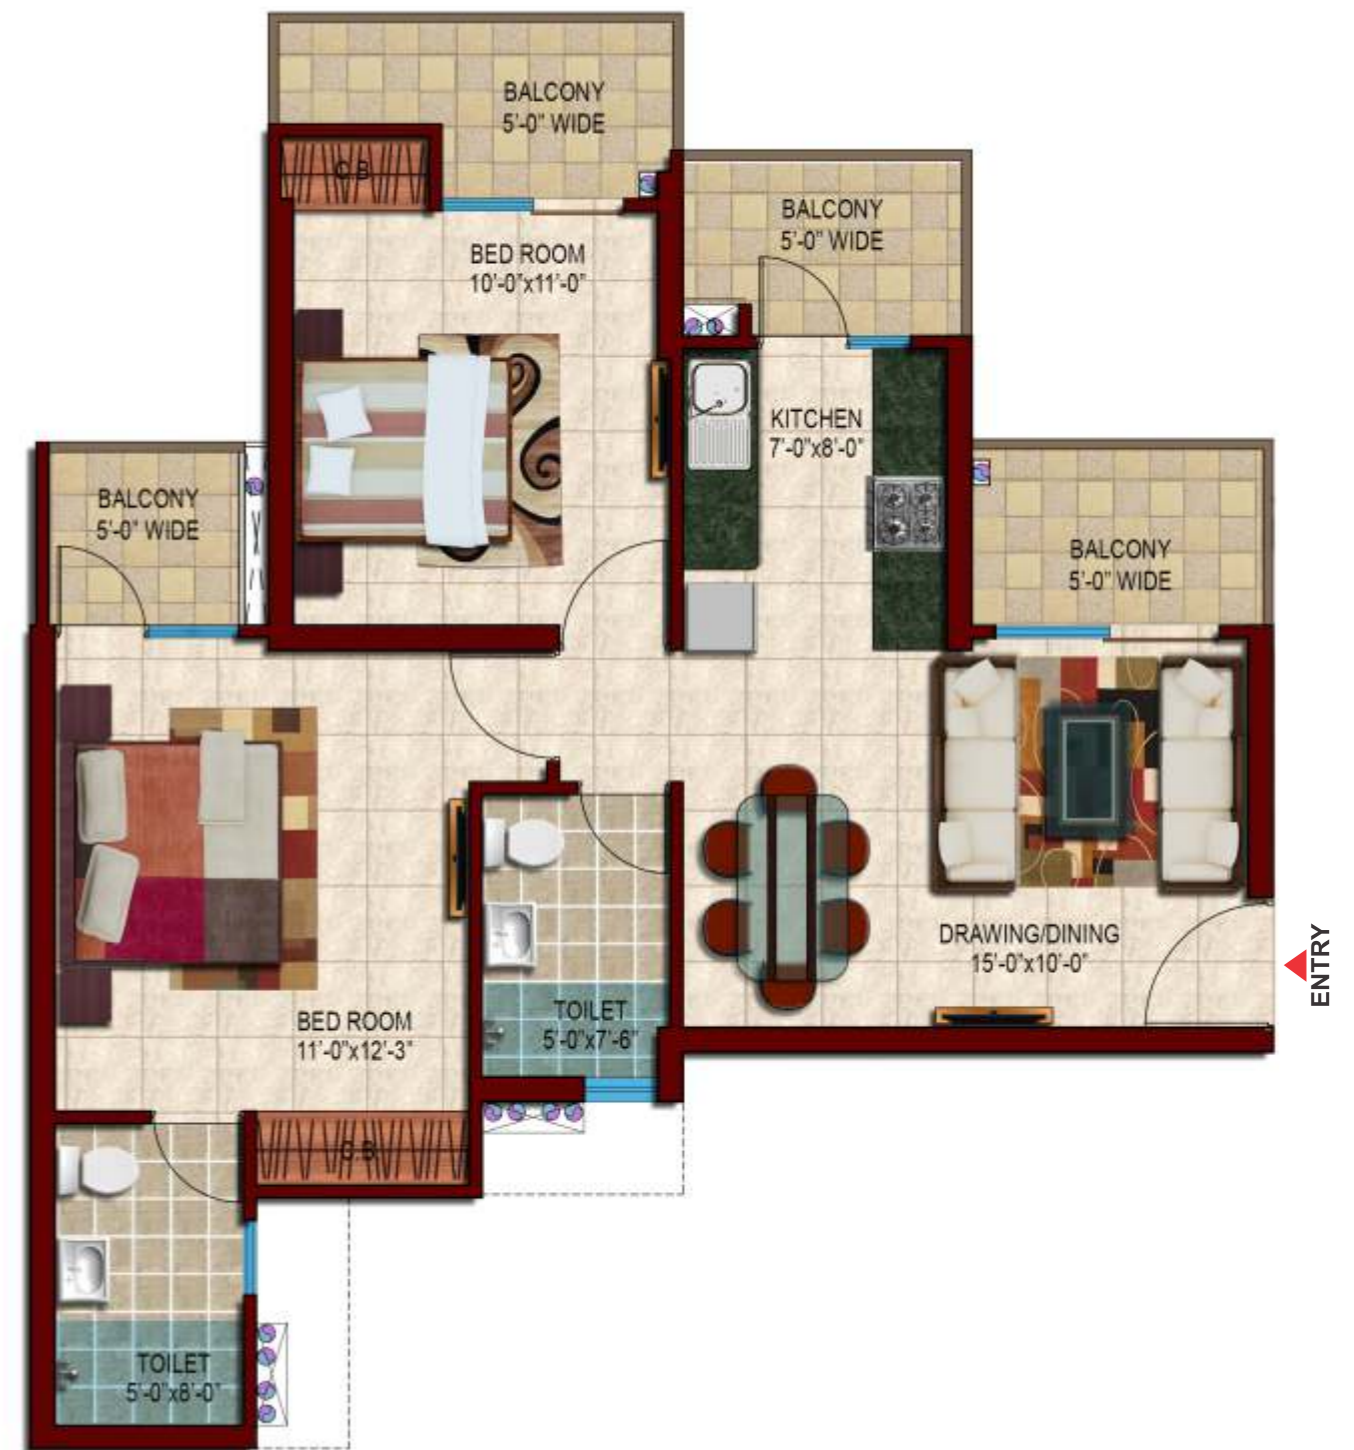 BALCONY
5'-0" WIDE
C.B
BALCONY
5'-0" WIDE
BED ROOM
10'-0"x11'-0"
KITCHEN
7'-0"x8'-0"
BALCONY
5'-0" WIDE
BALCONY
5'-0" WIDE
DRAWING/DINING
15'-0"x10'-0"
ENTRY
BED ROOM
11'-0"x12'-3"
TOILET
5'-0"x7'-6"
C.B.
TOILET
5'-0"x8'-0"